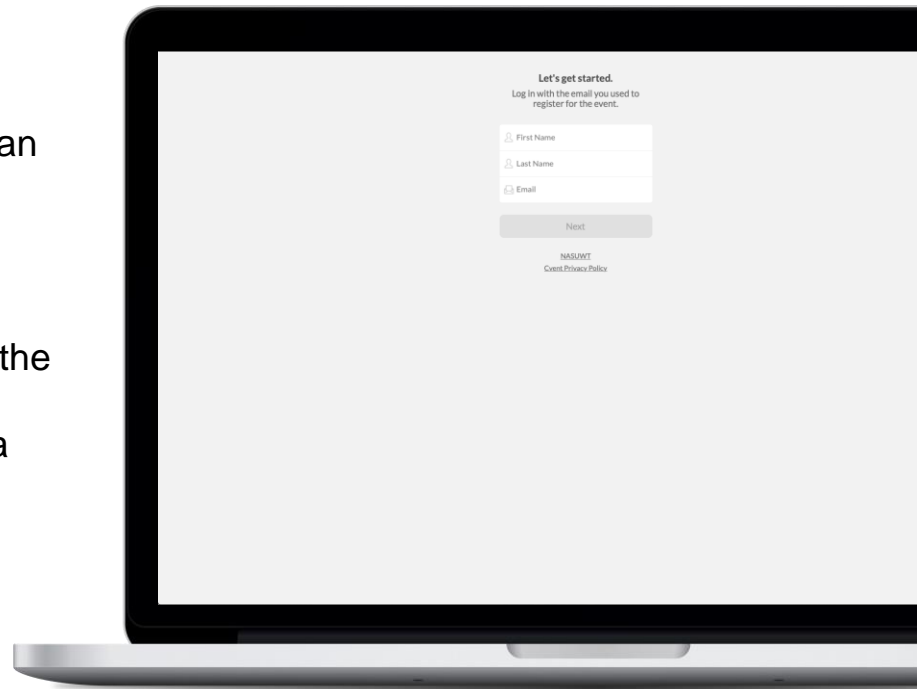 an
the
a
Let's get started.
Log in with the email you used to
register for the event.
First Name
Last Name
Email
Next
NASUWT
Cvent Privacy Policy